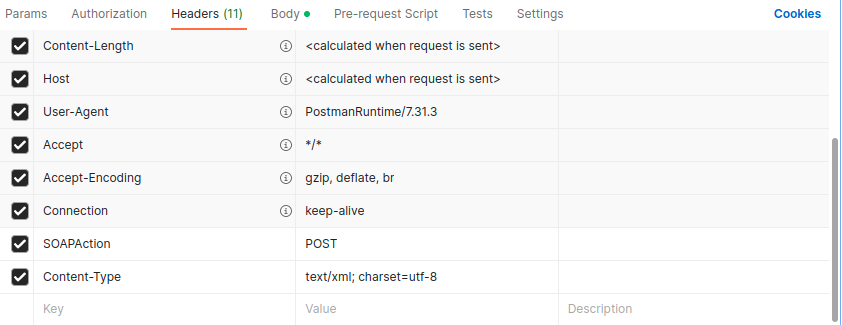 Params Authorization Headers (11) Body Pre-request Script Tests Settings Cookies
Content-Length <calculated when request is sent>
Host <calculated when request is sent>
User-Agent PostmanRuntime/7.31.3
Accept */*
Accept-Encoding gzip, deflate, br
Connection keep-alive
SOAPAction POST
Content-Type text/xml; charset=utf-8
Key Value Description